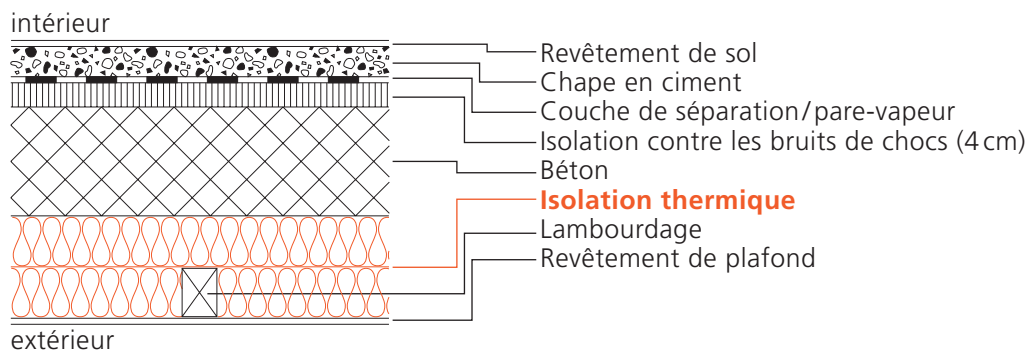 intérieur
Revêtement de sol
Chape en ciment
Couche de séparation/pare-vapeur
Isolation contre les bruits de chocs (4 cm)
Béton
Isolation thermique
Lambourdage
Revêtement de plafond
extérieur